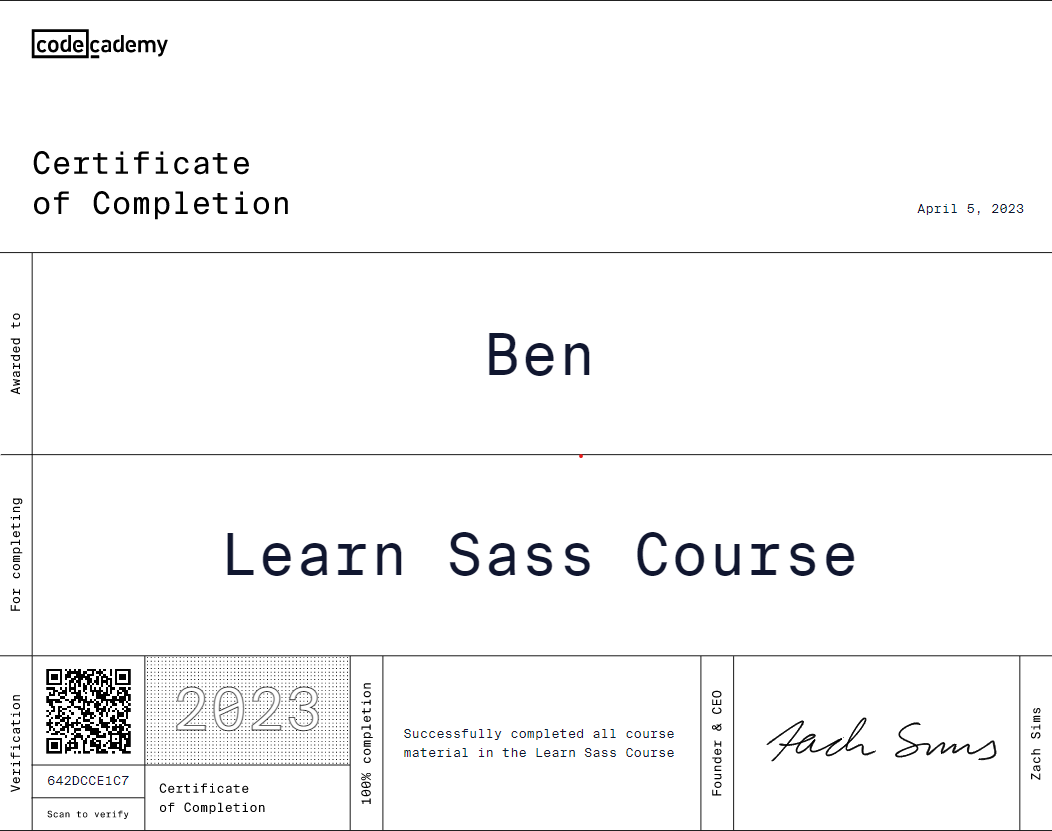 codecademy
Certificate
of Completion
April 5, 2023
Awarded to
Ben
For completing
Learn Sass Course
Verification
642DCCE1C7
Scan to verify
2023
Certificate
of Completion
100% completion
Successfully completed all course
material in the Learn Sass Course
Founder & CEO
Zach Sims
Zach Sims